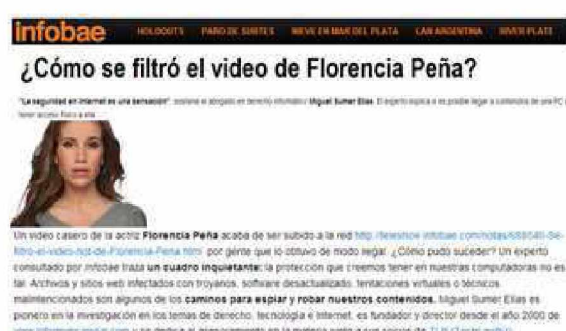 infobae HOLDOUTS PARO DE SUBTES NIEVE EN MAR DEL PLATA LAN ARGENTINA RIVER PLATE
¿Cómo se filtró el video de Florencia Peña?
"La seguridad en internet es una sensación", sostiene el abogado en derecho informático Miguel Sumer Elías. El experto explica si es posible llegar a contenidos de una PC
tener acceso físico a ella
Un video casero de la actriz Florencia Peña acaba de ser subido a la red
por gente que lo obtuvo de modo ilegal. ¿Cómo pudo suceder? Un experto
consultado por Infobae traza un cuadro inquietante: la protección que creemos tener en nuestras computadoras no es
tal. Archivos y sitios web infectados con troyanos, software desactualizado, tentaciones virtuales o técnicos
malintencionados son algunos de los caminos para espiar y robar nuestros contenidos. Miguel Sumer Elías es
pionero en la investigación en los temas de derecho, tecnología e Internet, es fundador y director desde el año 2000 de